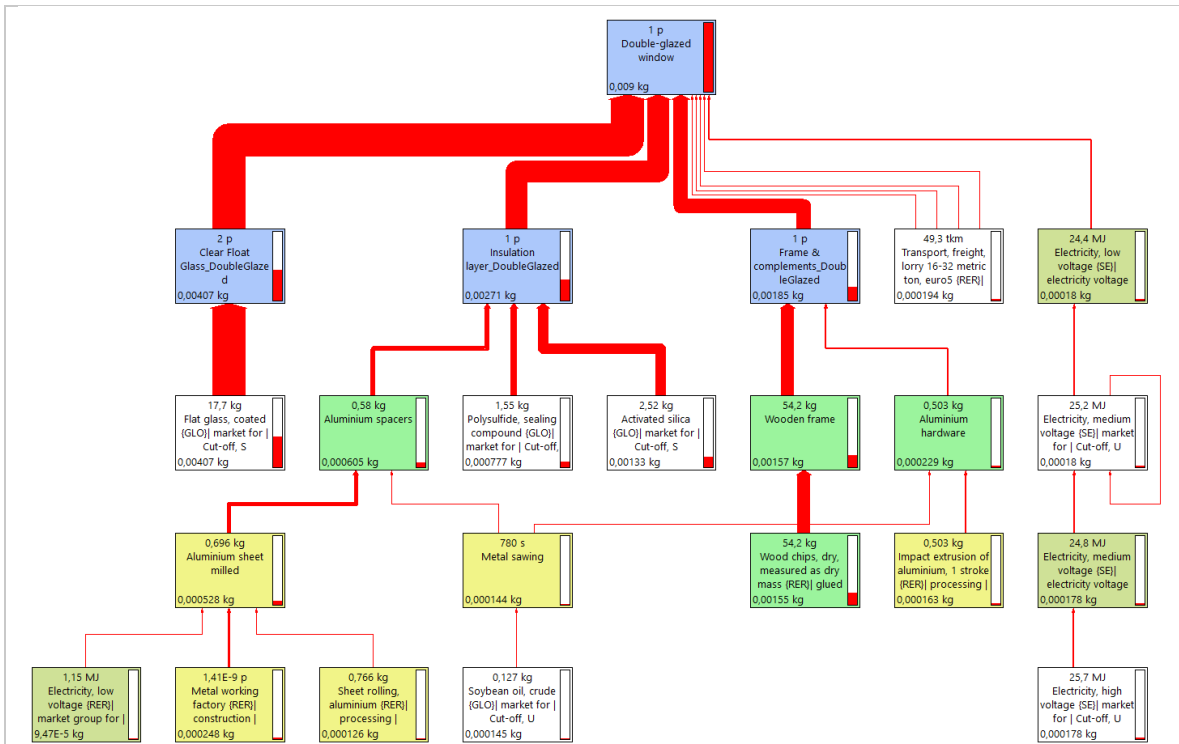 1 p
Double-glazed
window
0,009 kg
2 p
Clear Float
Glass_DoubleGlaze
d
0,00407 kg
1 p
Insulation
layer_DoubleGlazed
0,00271 kg
1 p
Frame &
complements_Dou
bleGlazed
0,00185 kg
49,3 tkm
Transport, freight,
lorry 16-32 metric
ton, euro5 {RER}|
0,000194 kg
24,4 MJ
Electricity, low
voltage {SE}|
electricity voltage
0,00018 kg
17,7 kg
Flat glass, coated
{GLO}| market for |
Cut-off, S
0,00407 kg
0,58 kg
Aluminium spacers
0,000605 kg
1,55 kg
Polysulfide, sealing
compound {GLO}|
market for | Cut-off,
0,000777 kg
2,52 kg
Activated silica
{GLO}| market for |
Cut-off, S
0,00133 kg
54,2 kg
Wooden frame
0,00157 kg
0,503 kg
Aluminium
hardware
0,000229 kg
25,2 MJ
Electricity, medium
voltage {SE}| market
for | Cut-off, U
0,00018 kg
0,696 kg
Aluminium sheet
milled
0,000528 kg
780 s
Metal sawing
0,000144 kg
54,2 kg
Wood chips, dry,
measured as dry
mass {RER}| glued
0,00155 kg
0,503 kg
Impact extrusion of
aluminium, 1 stroke
{RER}| processing |
0,000163 kg
24,8 MJ
Electricity, medium
voltage {SE}|
electricity voltage
0,000178 kg
1,15 MJ
Electricity, low
voltage {RER}|
market group for |
9,47E-5 kg
1,41E-9 p
Metal working
factory {RER}|
construction |
0,000248 kg
0,766 kg
Sheet rolling,
aluminium {RER}|
processing |
0,000126 kg
0,127 kg
Soybean oil, crude
{GLO}| market for |
Cut-off, U
0,000145 kg
25,7 MJ
Electricity, high
voltage {SE}| market
for | Cut-off, U
0,000178 kg